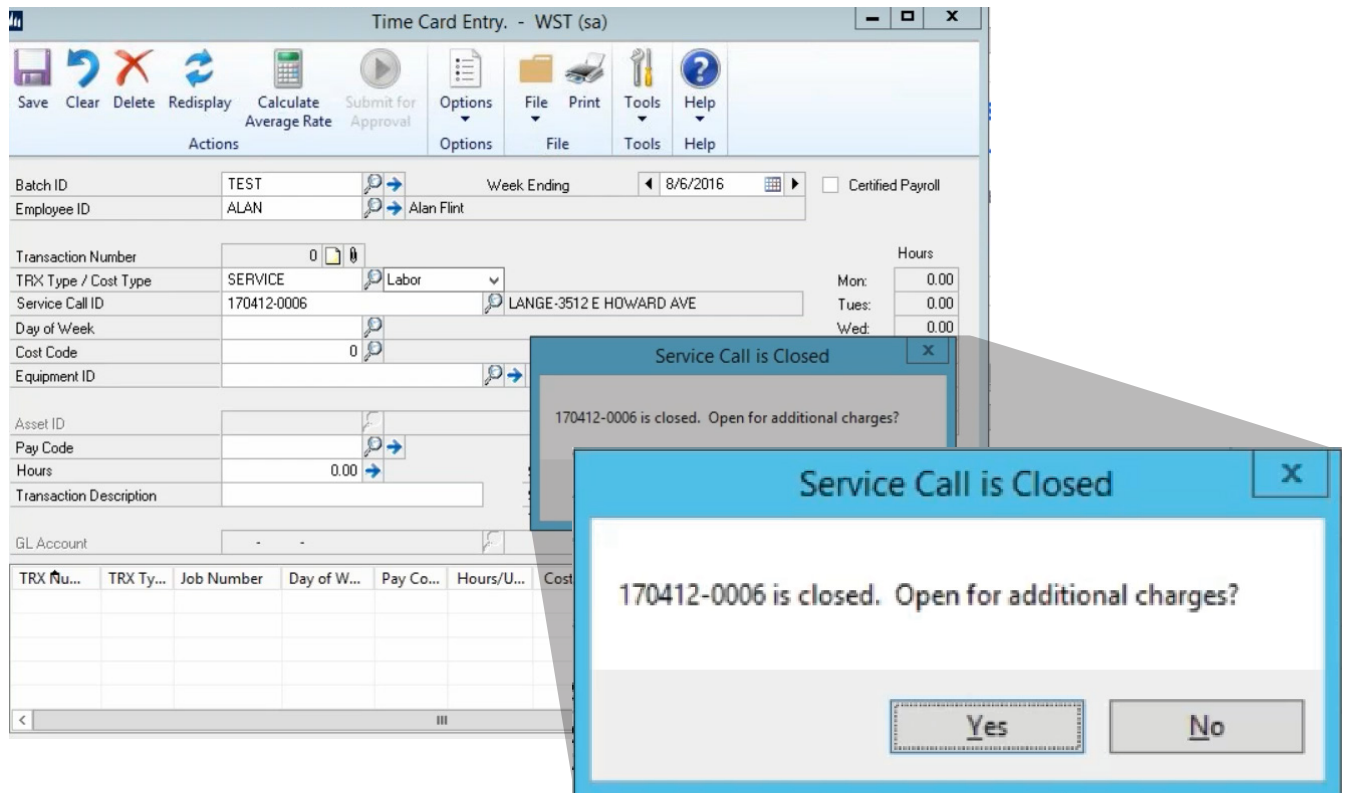 Time Card Entry. - WST (sa)
Save Clear Delete Redisplay Calculate Average Rate Submit for Approval Options File Print Tools Help
Actions Options File Tools Help
Batch ID TEST Week Ending 8/6/2016 Certified Payroll
Employee ID ALAN Alan Flint
Transaction Number 0 Hours
TRX Type / Cost Type SERVICE Labor Mon: 0.00
Service Call ID 170412-0006 LANGE-3512 E HOWARD AVE Tues: 0.00
Day of Week Wed: 0.00
Cost Code 0
Equipment ID
Asset ID
Pay Code
Hours 0.00
Transaction Description
GL Account - -
TRX Nu... TRX Ty... Job Number Day of W... Pay Co... Hours/U... Cost
Service Call is Closed
170412-0006 is closed. Open for additional charges?
Service Call is Closed
170412-0006 is closed. Open for additional charges?
Yes No